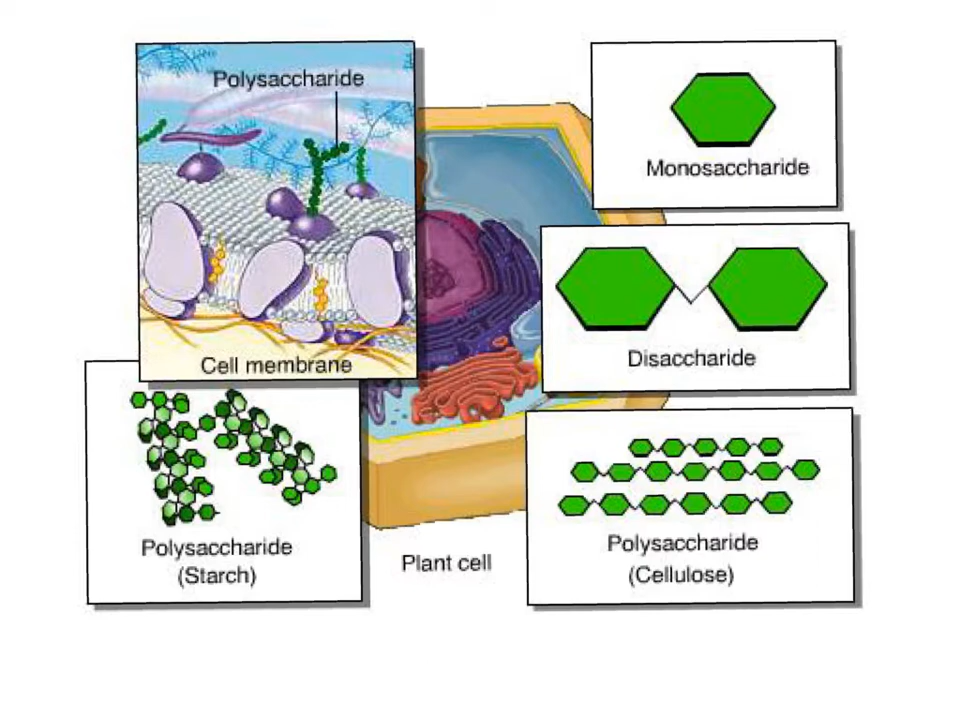 Polysaccharide
Cell membrane
Monosaccharide
Disaccharide
Polysaccharide
(Starch)
Plant cell
Polysaccharide
(Cellulose)